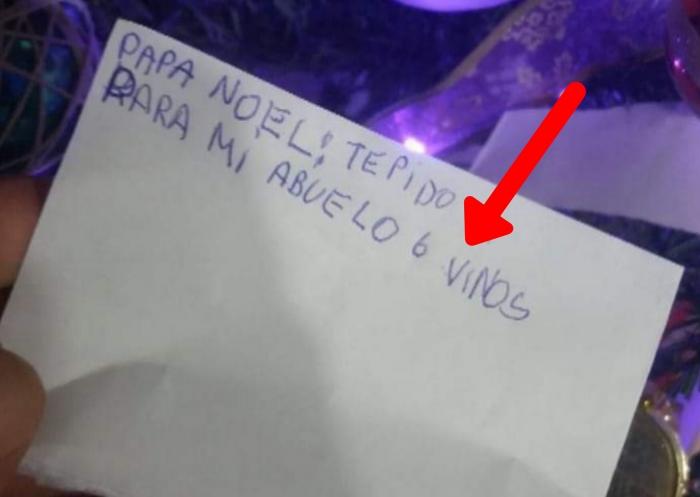 PAPA NOEL: TEPIDO
PARA MI ABUELO 6 VINOS